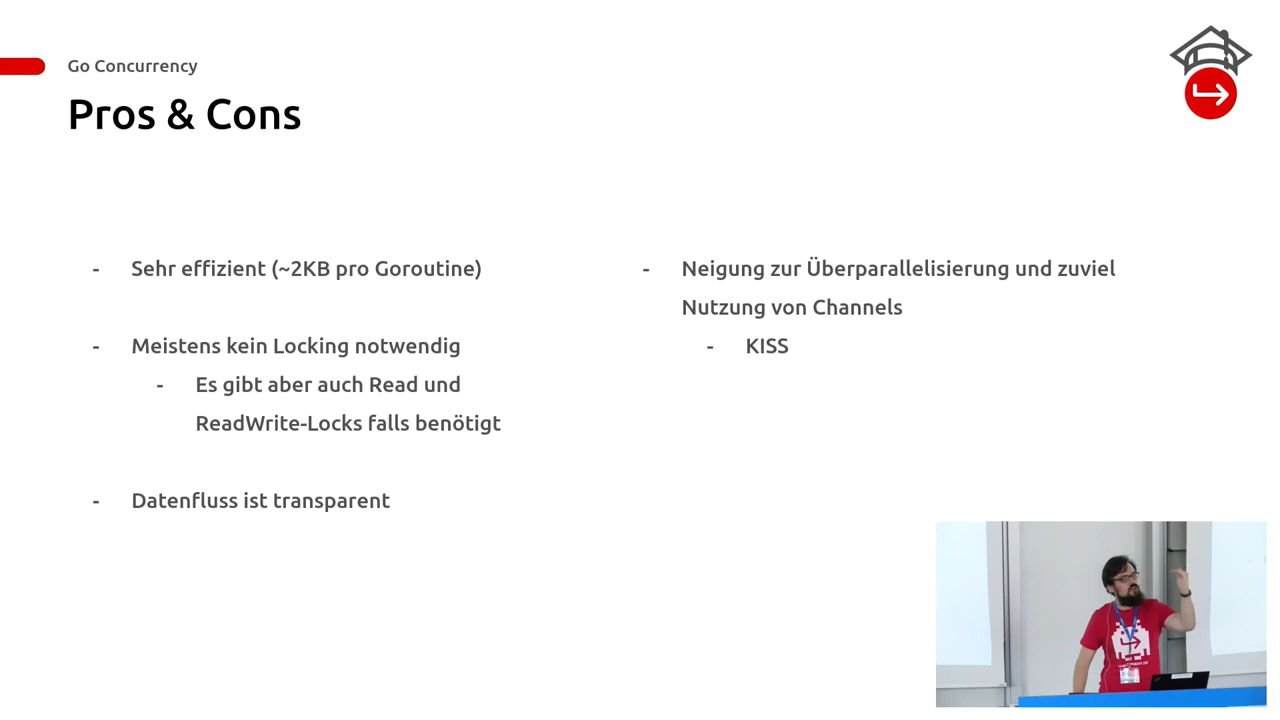 Go Concurrency
Pros & Cons
- Sehr effizient (~2KB pro Goroutine)
- Meistens kein Locking notwendig
- Es gibt aber auch Read und
ReadWrite-Locks falls benötigt
- Datenfluss ist transparent
- Neigung zur Überparallelisierung und zuviel
Nutzung von Channels
- KISS